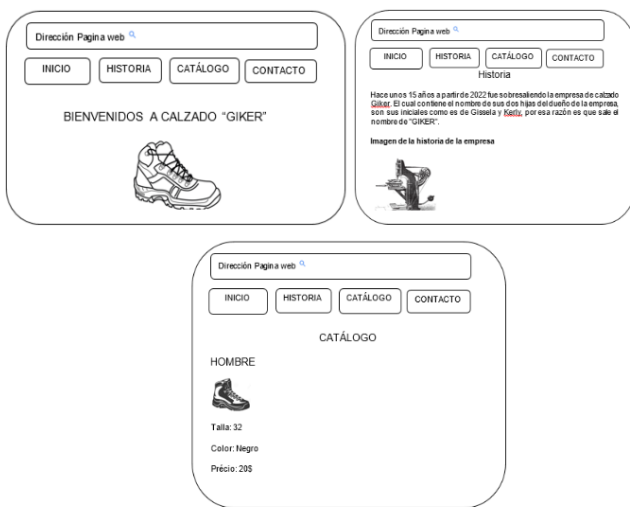 Dirección Pagina web
INICIO
HISTORIA
CATÁLOGO
CONTACTO
BIENVENIDOS A CALZADO “GIKER”
Dirección Pagina web
INICIO
HISTORIA
CATÁLOGO
CONTACTO
Historia
Hace unos 15 años a partir de 2022 fue sobresaliendo la empresa de calzado
Giker. El cual contiene el nombre de sus dos hijas del dueño de la empresa,
son sus iniciales como es de Gissela y Kerly, por esa razón es que sale el
nombre de “GIKER”.
Imagen de la historia de la empresa
Dirección Pagina web
INICIO
HISTORIA
CATÁLOGO
CONTACTO
CATÁLOGO
HOMBRE
Talla: 32
Color: Negro
Précio: 20$